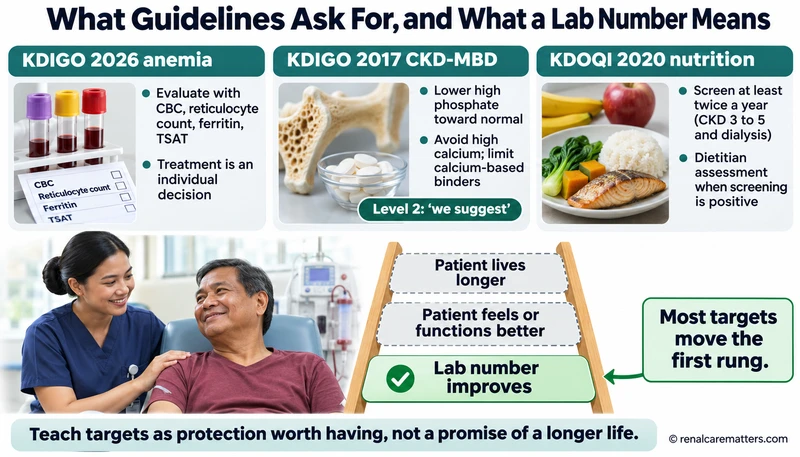 What Guidelines Ask For, and What a Lab Number Means
KDIGO 2026 anemia
CBC
Reticulocyte count
Ferritin
TSAT
• Evaluate with
CBC, reticulocyte
count, ferritin,
TSAT
• Treatment is an
individual
decision
KDIGO 2017 CKD-MBD
• Lower high
phosphate
toward normal
• Avoid high
calcium; limit
calcium-based
binders
Level 2: ‘we suggest’
KDOQI 2020 nutrition
• Screen at least
twice a year
(CKD 3 to 5
and dialysis)
• Dietitian
assessment
when screening
is positive
Patient lives
longer
Patient feels or
functions better
Lab number
improves
Most targets
move the
first rung.
Teach targets as protection worth having, not a promise of a longer life.
© renalcarematters.com